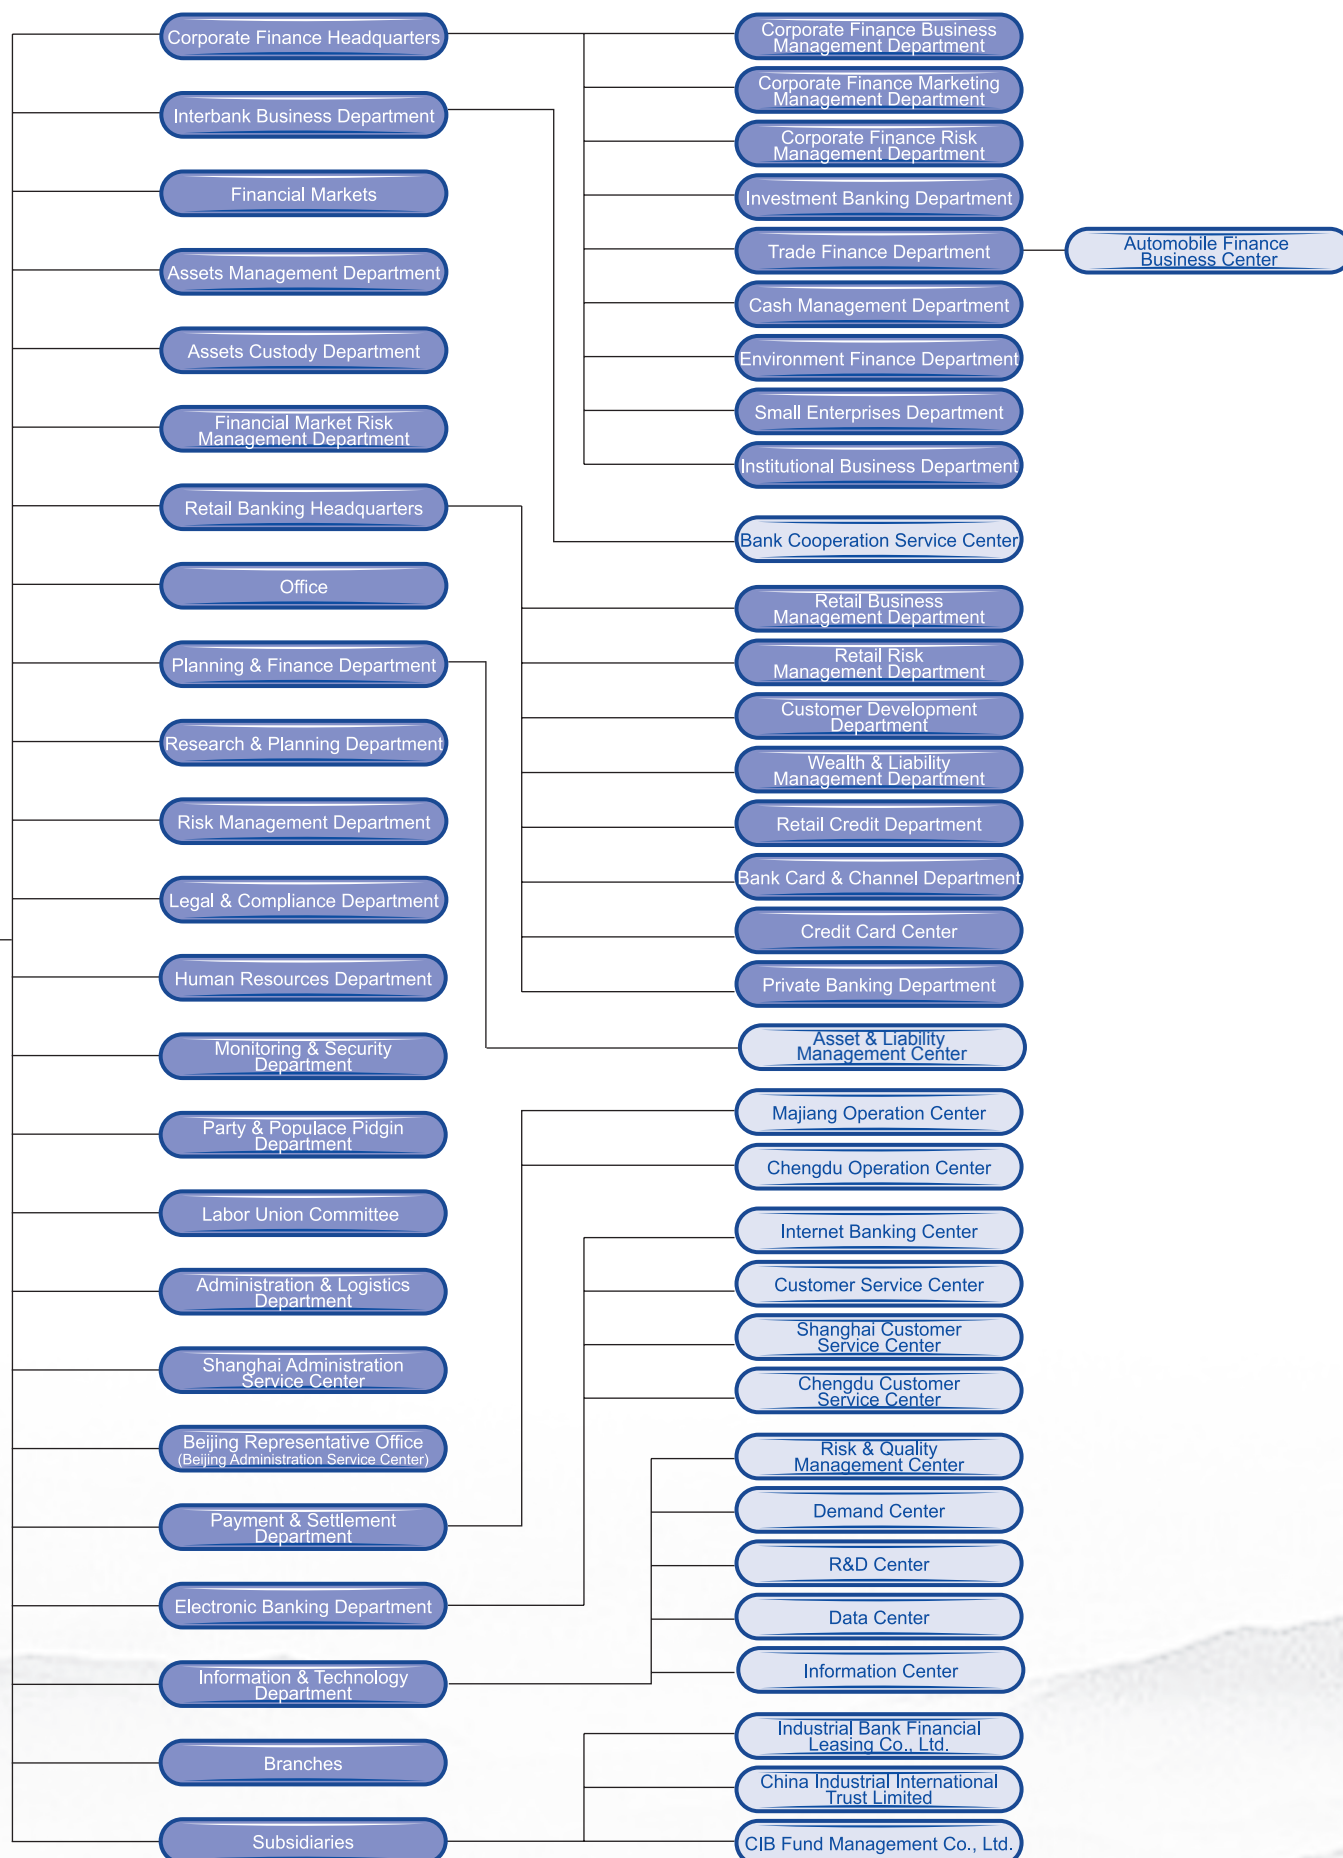 Corporate Finance Headquarters
Interbank Business Department
Financial Markets
Assets Management Department
Assets Custody Department
Financial Market Risk
Management Department
Retail Banking Headquarters
Office
Planning & Finance Department
Research & Planning Department
Risk Management Department
Legal & Compliance Department
Human Resources Department
Monitoring & Security
Department
Party & Populace Pidgin
Department
Labor Union Committee
Administration & Logistics
Department
Shanghai Administration
Service Center
Beijing Representative Office
(Beijing Administration Service Center)
Payment & Settlement
Department
Electronic Banking Department
Information & Technology
Department
Branches
Subsidiaries
Corporate Finance Business
Management Department
Corporate Finance Marketing
Management Department
Corporate Finance Risk
Management Department
Investment Banking Department
Trade Finance Department
Cash Management Department
Environment Finance Department
Small Enterprises Department
Institutional Business Department
Bank Cooperation Service Center
Retail Business
Management Department
Retail Risk
Management Department
Customer Development
Department
Wealth & Liability
Management Department
Retail Credit Department
Bank Card & Channel Department
Credit Card Center
Private Banking Department
Asset & Liability
Management Center
Majiang Operation Center
Chengdu Operation Center
Internet Banking Center
Customer Service Center
Shanghai Customer
Service Center
Chengdu Customer
Service Center
Risk & Quality
Management Center
Demand Center
R&D Center
Data Center
Information Center
Industrial Bank Financial
Leasing Co., Ltd.
China Industrial International
Trust Limited
CIB Fund Management Co., Ltd.
Automobile Finance
Business Center